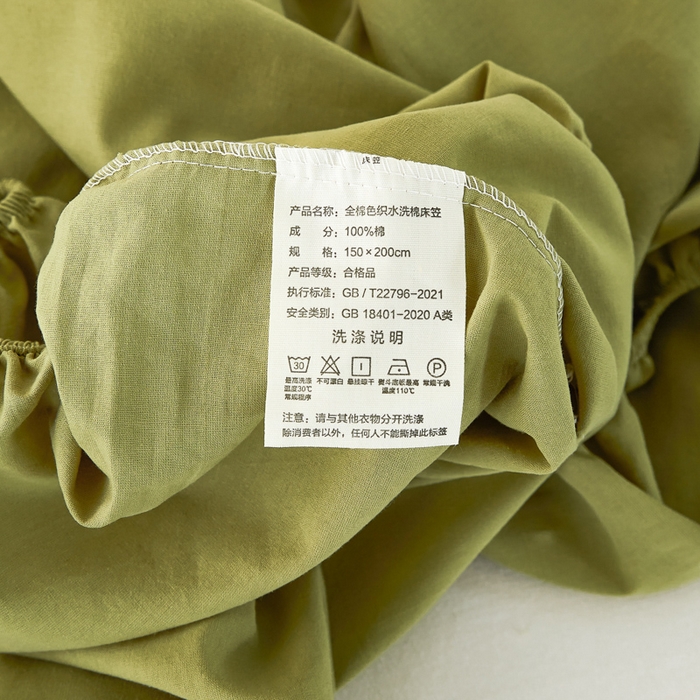 床笠
产品名称：全棉色织水洗棉床笠
成 分：100%棉
规 格：150×200cm
产品等级：合格品
执行标准：GB/T22796-2021
安全类别：GB 18401-2020 A类
洗涤说明
30 P
最高洗涤温度30℃常规程序 不可漂白 悬挂晾干 熨斗底板最高温度110℃ 常规干洗
注意：请与其他衣物分开洗涤
除消费者以外，任何人不能撕掉此标签